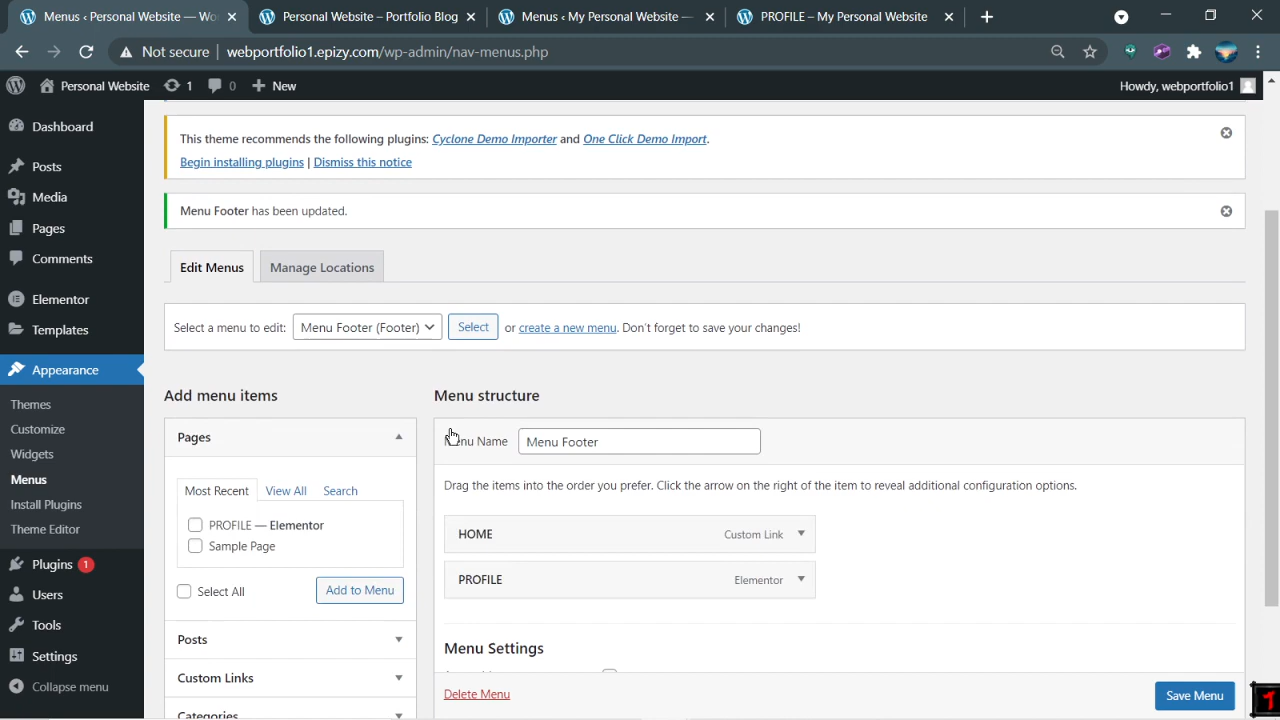 Menus ‹ Personal Website — Wo
Personal Website – Portfolio Blog
Menus ‹ My Personal Website —
PROFILE – My Personal Website
Not secure
webportfolio1.epizy.com/wp-admin/nav-menus.php
Personal Website
1
0
New
Howdy, webportfolio1
Dashboard
Posts
Media
Pages
Comments
Elementor
Templates
Appearance
Themes
Customize
Widgets
Menus
Install Plugins
Theme Editor
Plugins 1
Users
Tools
Settings
Collapse menu
This theme recommends the following plugins: Cyclone Demo Importer and One Click Demo Import.
Begin installing plugins | Dismiss this notice
Menu Footer has been updated.
Edit Menus
Manage Locations
Select a menu to edit: Menu Footer (Footer) Select or create a new menu. Don't forget to save your changes!
Add menu items
Pages
Most Recent
View All
Search
PROFILE — Elementor
Sample Page
Select All
Add to Menu
Posts
Custom Links
Categories
Menu structure
Menu Name
Menu Footer
Drag the items into the order you prefer. Click the arrow on the right of the item to reveal additional configuration options.
HOME
Custom Link
PROFILE
Elementor
Menu Settings
Delete Menu
Save Menu
1